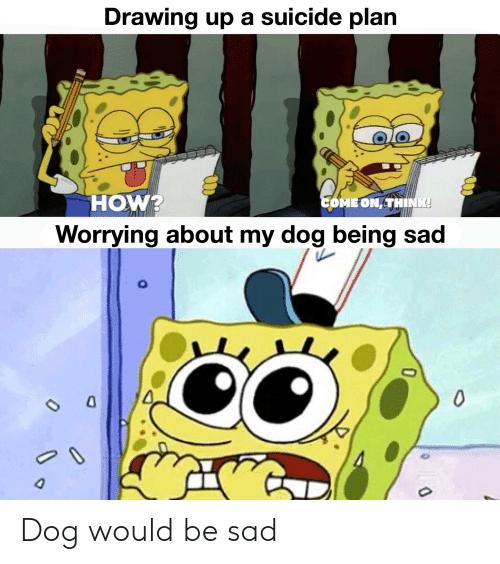 Drawing up a suicide plan
HOW?
COME ON, THINK!
Worrying about my dog being sad
Dog would be sad